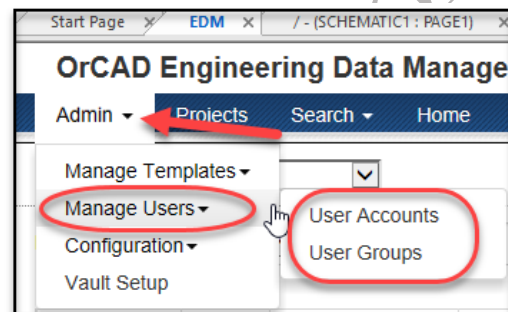 Start Page × EDM × / - (SCHEMATIC1 : PAGE1) ×
OrCAD Engineering Data Manage
Admin Projects Search Home
Manage Templates
Manage Users
User Accounts
Configuration
User Groups
Vault Setup